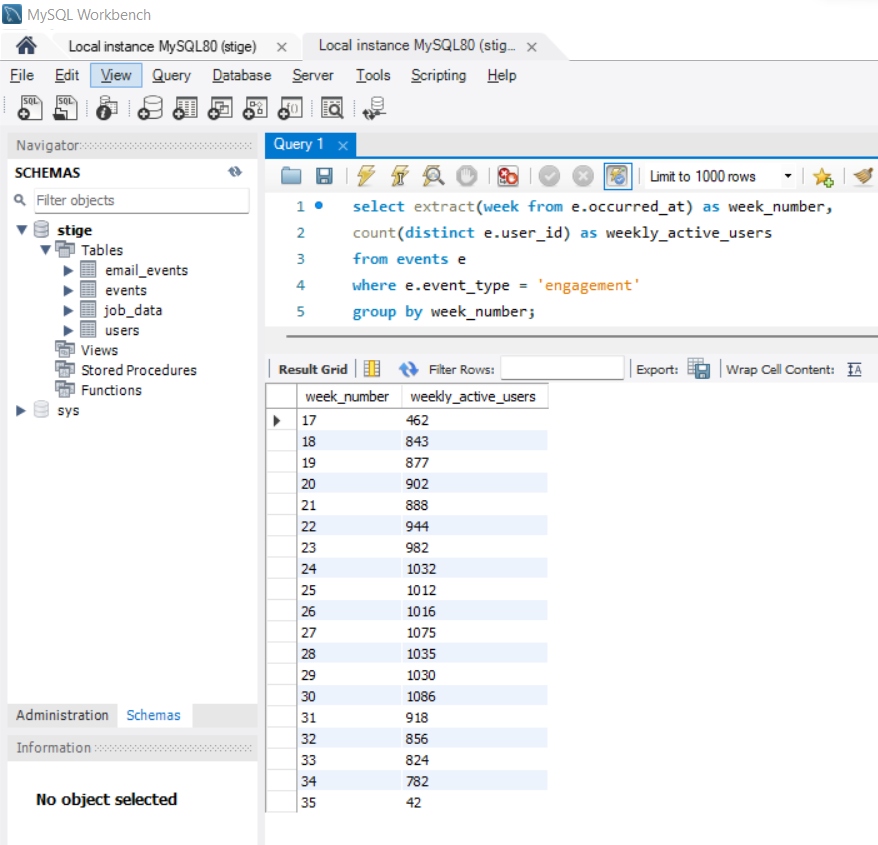 MySQL Workbench
Local instance MySQL80 (stige) × Local instance MySQL80 (stig... ×
File Edit View Query Database Server Tools Scripting Help
Navigator
SCHEMAS
Filter objects
stige
Tables
email_events
events
job_data
users
Views
Stored Procedures
Functions
sys
Administration Schemas
Information
No object selected
Query 1 ×
Limit to 1000 rows
1 select extract(week from e.occurred_at) as week_number,
2 count(distinct e.user_id) as weekly_active_users
3 from events e
4 where e.event_type = 'engagement'
5 group by week_number;
Result Grid Filter Rows: Export: Wrap Cell Content:
week_number weekly_active_users
17 462
18 843
19 877
20 902
21 888
22 944
23 982
24 1032
25 1012
26 1016
27 1075
28 1035
29 1030
30 1086
31 918
32 856
33 824
34 782
35 42